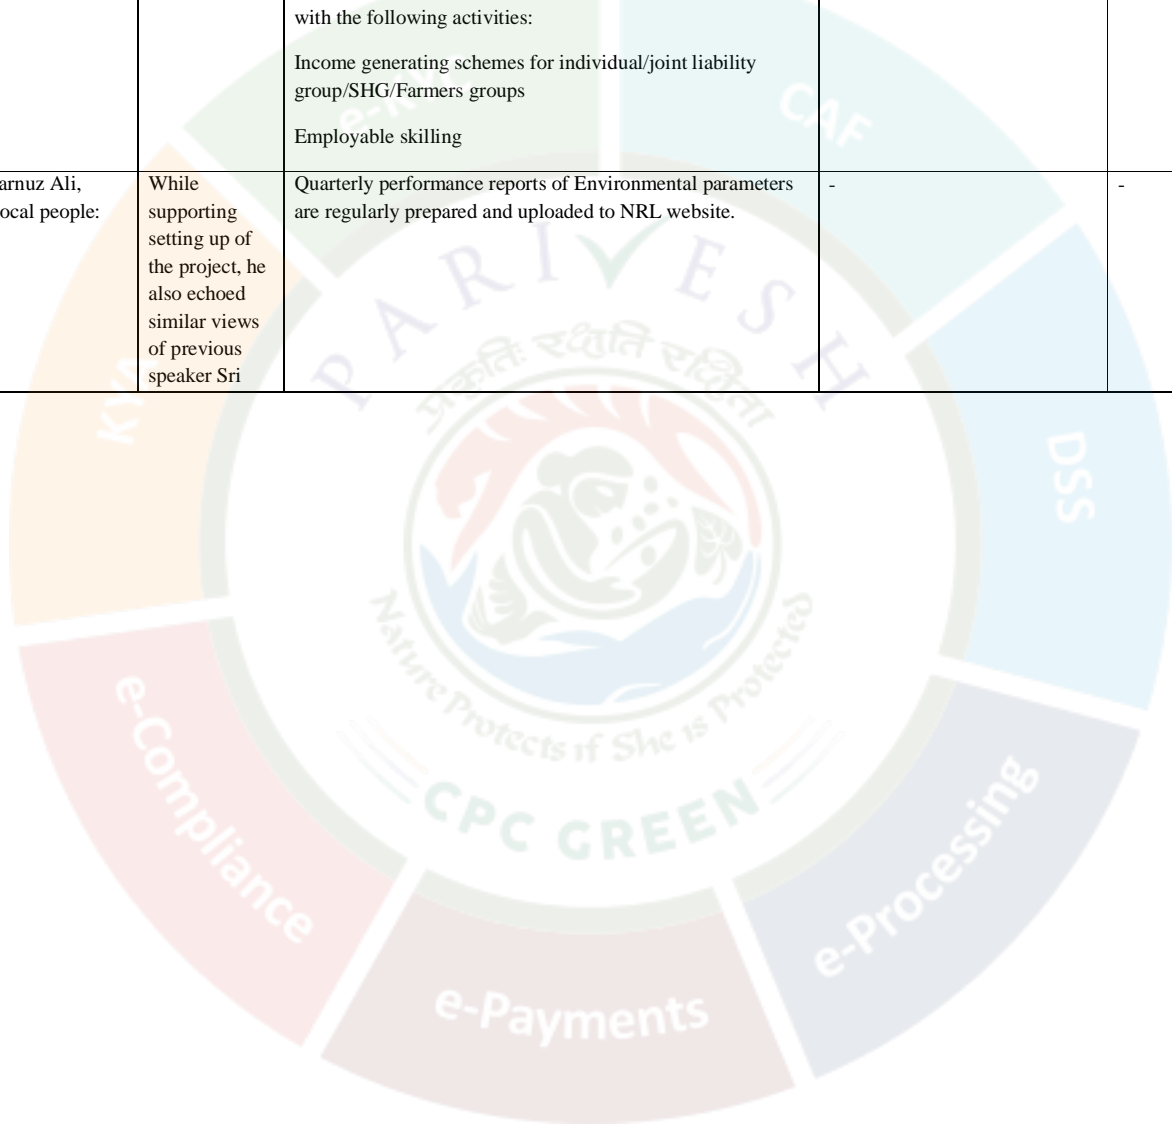 with the following activities:
Income generating schemes for individual/joint liability
group/SHG/Farmers groups
Employable skilling
arnuz Ali,
ocal people:
While
supporting
setting up of
the project, he
also echoed
similar views
of previous
speaker Sri
Quarterly performance reports of Environmental parameters
are regularly prepared and uploaded to NRL website.
-
-
e-KYC
CAF
KYA
DSS
PARIVESH
प्रकृतिः रक्षति रक्षिता
Nature Protects if She is Protected
CPC GREEN
e-Compliance
e-Processing
e-Payments